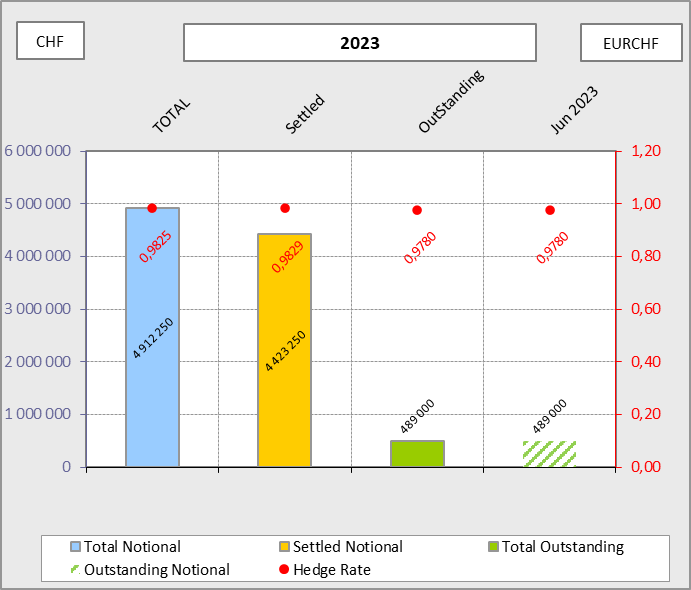 CHF
2023
EURCHF
TOTAL
Settled
OutStanding
Jun 2023
6 000 000
1,20
5 000 000
1,00
4 000 000
0,80
3 000 000
0,60
2 000 000
0,40
1 000 000
0,20
0
0,00
0,9825
0,9829
0,9780
0,9780
4 912 250
4 423 250
489 000
489 000
Total Notional
Settled Notional
Total Outstanding
Outstanding Notional
Hedge Rate